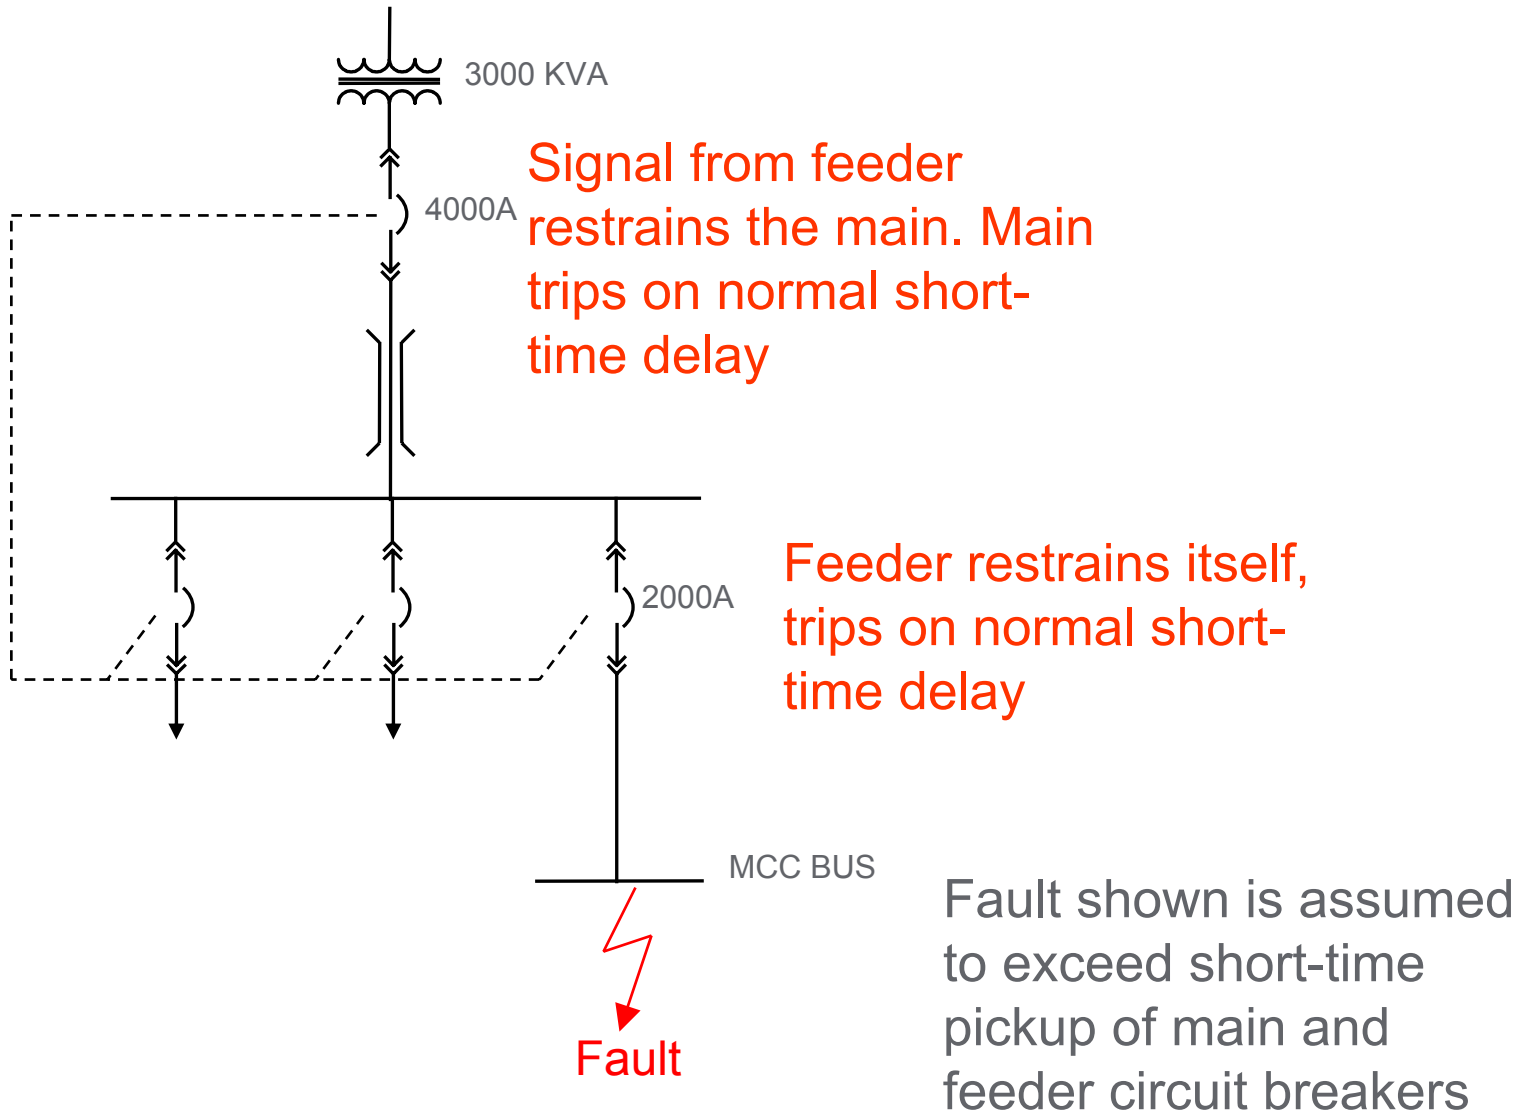 3000 KVA
Signal from feeder
restrains the main. Main
trips on normal short-
time delay
4000A
Feeder restrains itself,
trips on normal short-
time delay
2000A
MCC BUS
Fault shown is assumed
to exceed short-time
pickup of main and
feeder circuit breakers
Fault